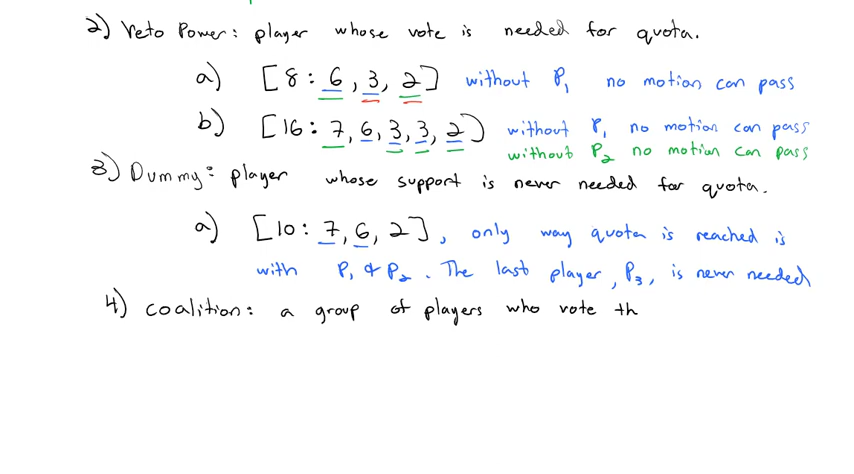 2) Veto Power: player whose vote is needed for quota.
a) [8: 6, 3, 2] without P₁ no motion can pass
b) [16: 7, 6, 3, 3, 2] without P₁ no motion can pass
without P₂ no motion can pass
3) Dummy: player whose support is never needed for quota.
a) [10: 7, 6, 2], only way quota is reached is
with P₁ & P₂. The last player, P₃, is never needed
4) Coalition: a group of players who vote th